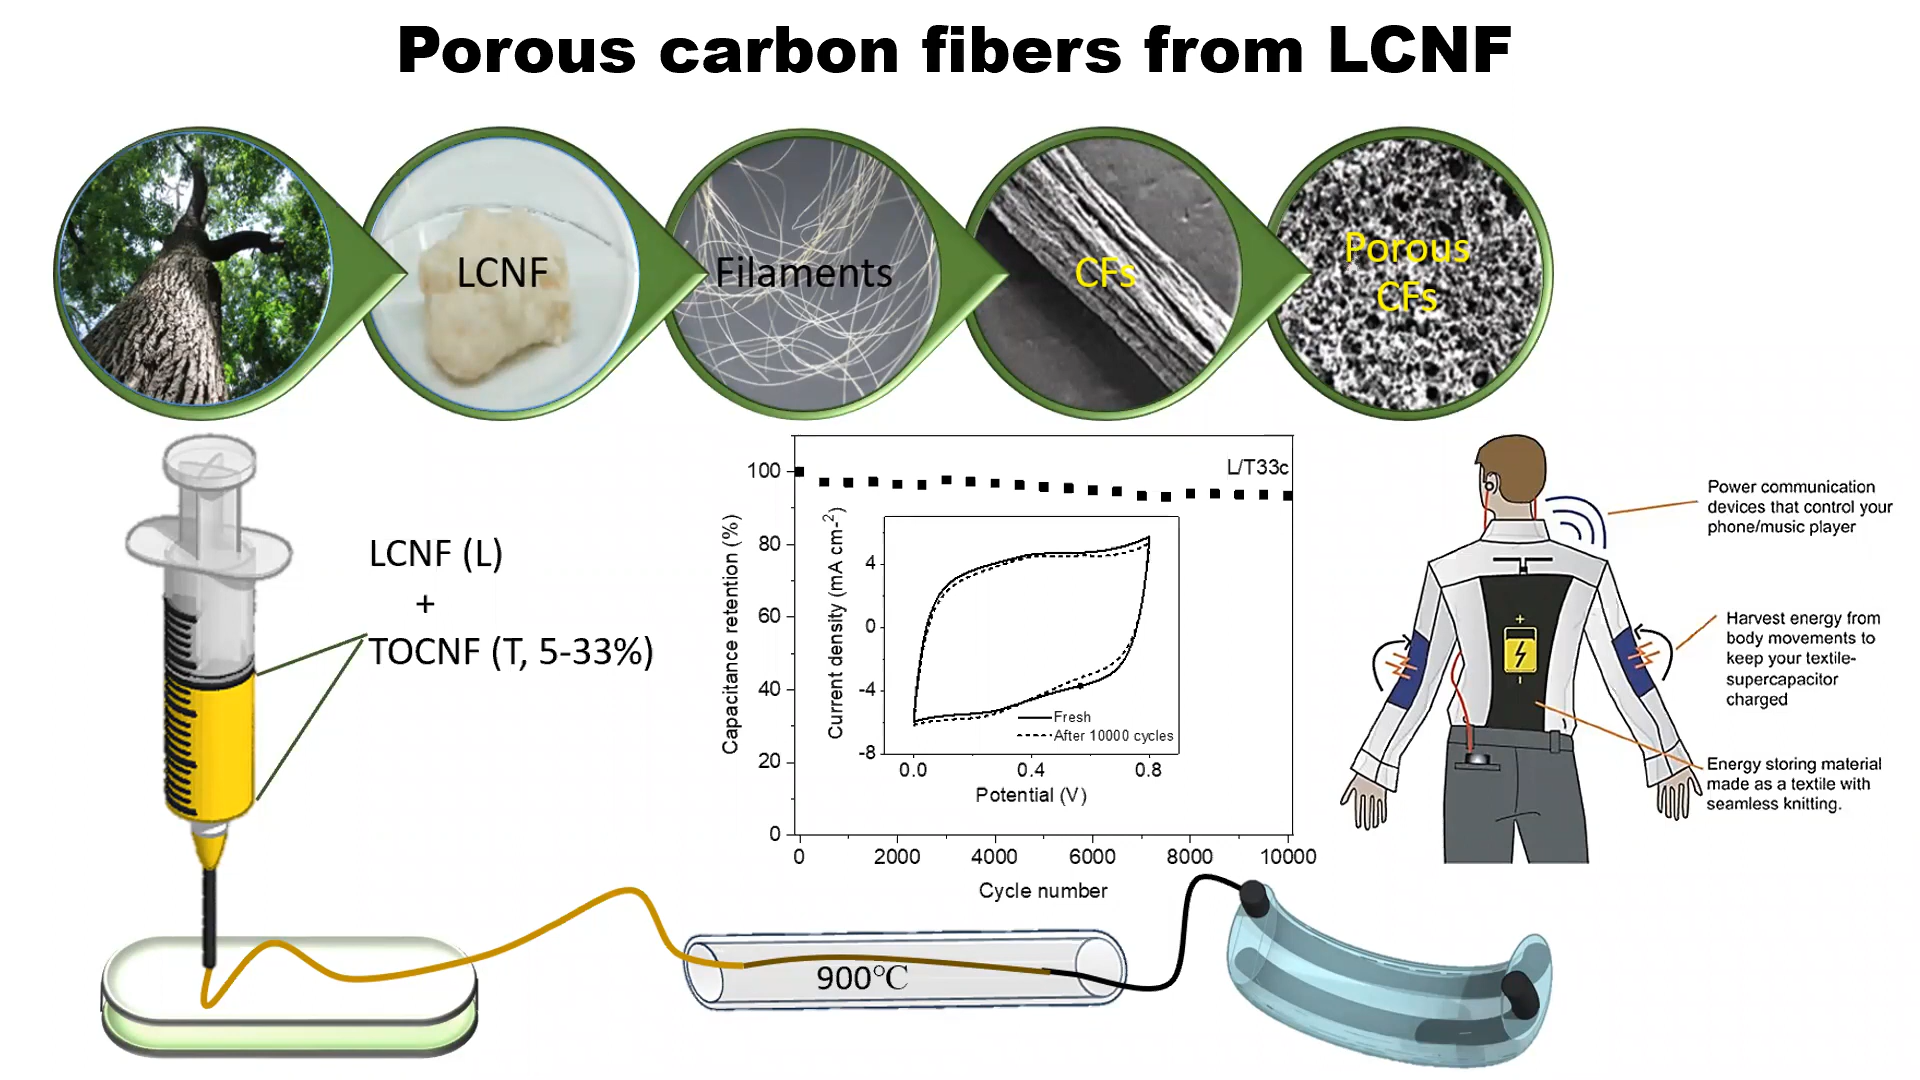 Porous carbon fibers from LCNF
LCNF
Filaments
CFs
Porous
CFs
LCNF (L)
+
TOCNF (T, 5-33%)
L/T33c
100
80
60
40
20
0
Capacitance retention (%)
0
2000
4000
6000
8000
10000
Cycle number
Current density (mA cm-2)
4
0
-4
-8
Fresh
After 10000 cycles
0.0
0.4
0.8
Potential (V)
Power communication
devices that control your
phone/music player
Harvest energy from
body movements to
keep your textile-
supercapacitor
charged
Energy storing material
made as a textile with
seamless knitting.
+
-
900°C